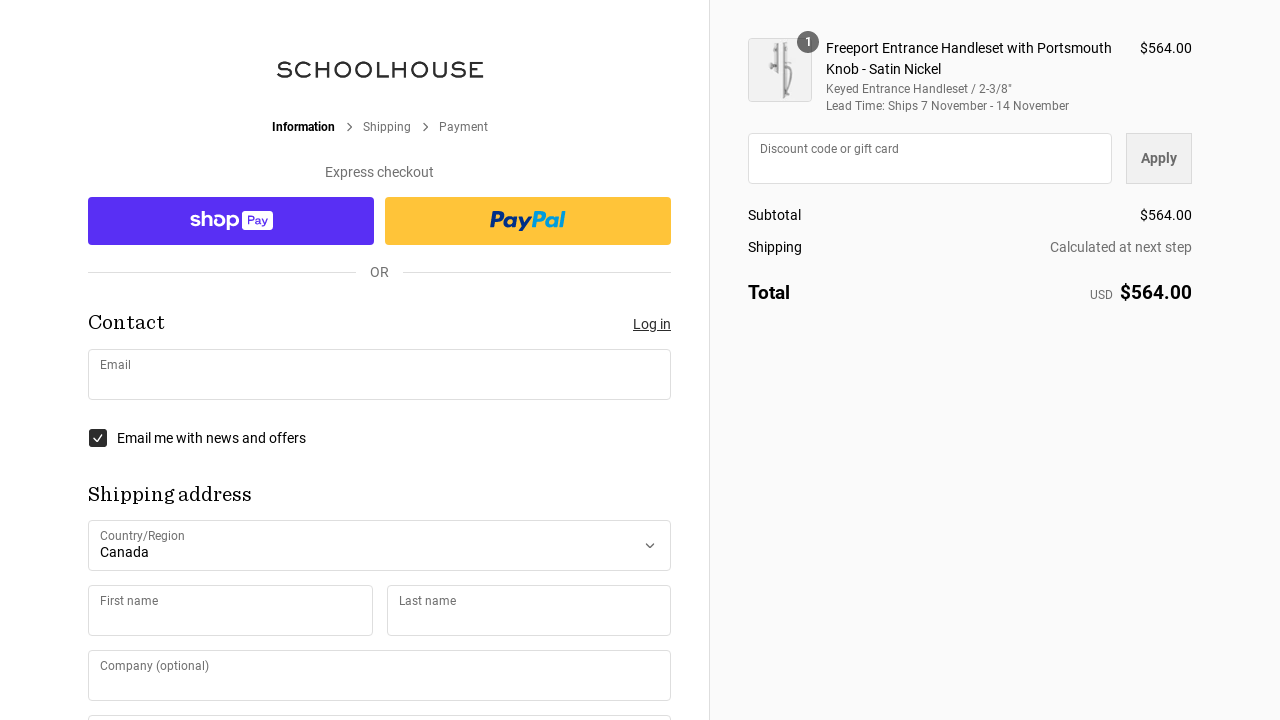 SCHOOLHOUSE
Information > Shipping > Payment
Express checkout
shop Pay
PayPal
OR
Contact
Log in
Email
Email me with news and offers
Shipping address
Country/Region
Canada
First name
Last name
Company (optional)
1
Freeport Entrance Handleset with Portsmouth
Knob - Satin Nickel
$564.00
Keyed Entrance Handleset / 2-3/8"
Lead Time: Ships 7 November - 14 November
Discount code or gift card
Apply
Subtotal
$564.00
Shipping
Calculated at next step
Total
USD $564.00